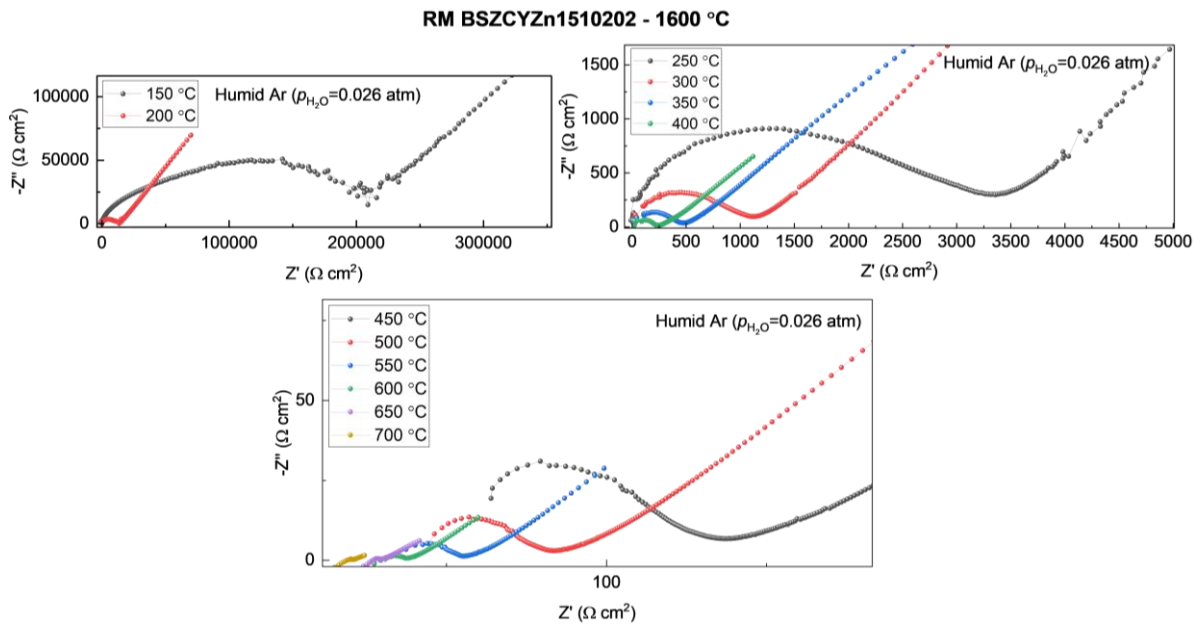 RM BSZCYZn1510202 - 1600 °C
150 °C
200 °C
Humid Ar (pH₂O=0.026 atm)
-Z" (Ω cm²)
100000
50000
0
0
100000
200000
300000
Z' (Ω cm²)
250 °C
300 °C
350 °C
400 °C
Humid Ar (pH₂O=0.026 atm)
-Z" (Ω cm²)
1500
1000
500
0
0
500
1000
1500
2000
2500
3000
3500
4000
4500
5000
Z' (Ω cm²)
450 °C
500 °C
550 °C
600 °C
650 °C
700 °C
Humid Ar (pH₂O=0.026 atm)
-Z" (Ω cm²)
50
0
100
Z' (Ω cm²)